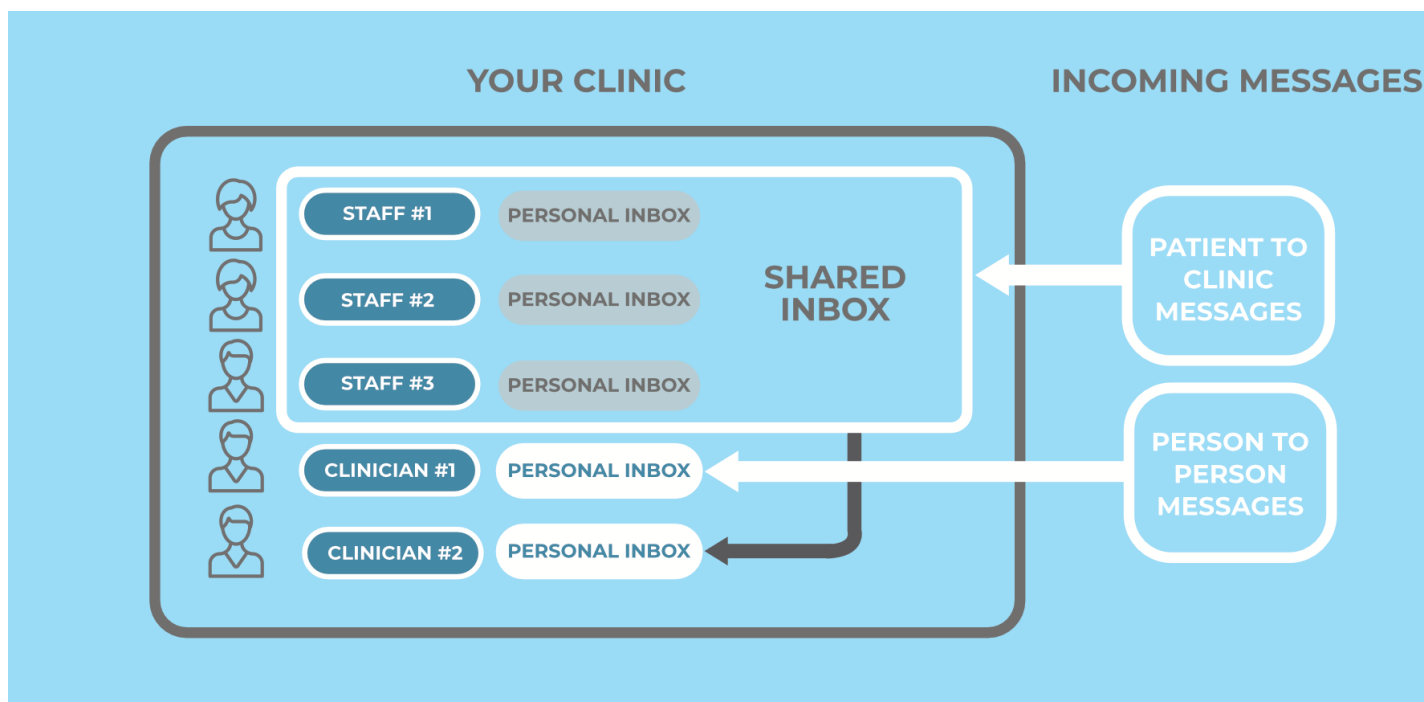 YOUR CLINIC
INCOMING MESSAGES
STAFF #1
PERSONAL INBOX
STAFF #2
PERSONAL INBOX
STAFF #3
PERSONAL INBOX
SHARED
INBOX
CLINICIAN #1
PERSONAL INBOX
CLINICIAN #2
PERSONAL INBOX
PATIENT TO
CLINIC
MESSAGES
PERSON TO
PERSON
MESSAGES